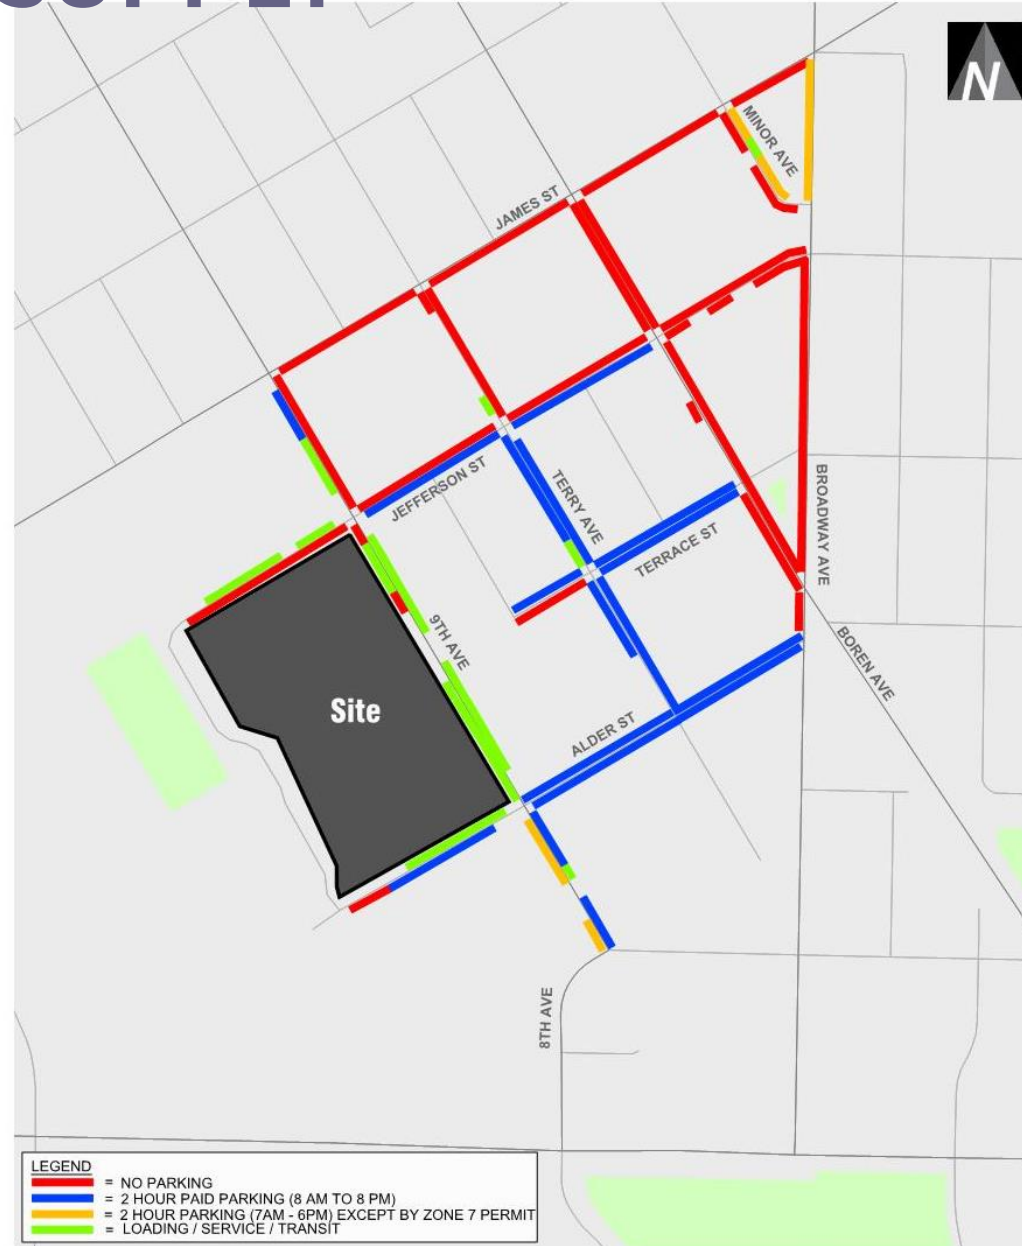 N
MINOR AVE
JAMES ST
JEFFERSON ST
TERRY AVE
TERRACE ST
BROADWAY AVE
9TH AVE
BOREN AVE
Site
ALDER ST
8TH AVE
LEGEND
= NO PARKING
= 2 HOUR PAID PARKING (8 AM TO 8 PM)
= 2 HOUR PARKING (7AM - 6PM) EXCEPT BY ZONE 7 PERMIT
= LOADING / SERVICE / TRANSIT